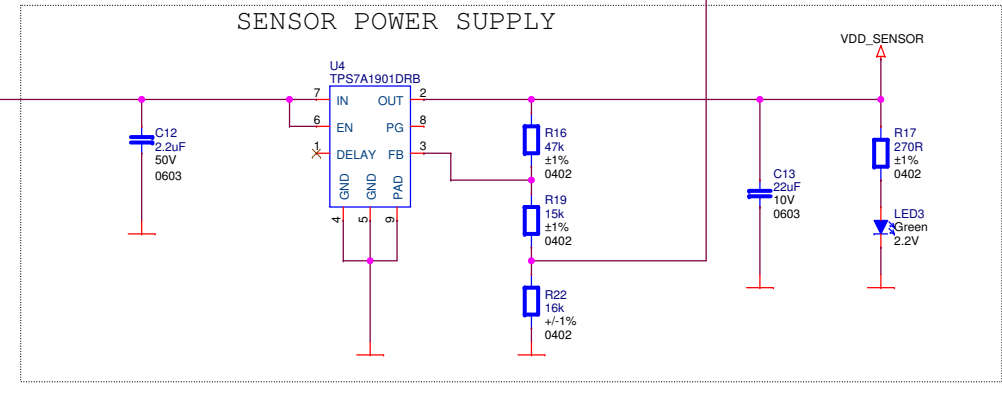 SENSOR POWER SUPPLY
VDD_SENSOR
U4
TPS7A1901DRB
7
IN
OUT
2
6
EN
PG
8
1
DELAY
FB
3
GND
GND
PAD
4
5
9
C12
2.2uF
50V
0603
R16
47k
±1%
0402
R19
15k
±1%
0402
R22
16k
+/-1%
0402
C13
22uF
10V
0603
R17
270R
±1%
0402
LED3
Green
2.2V